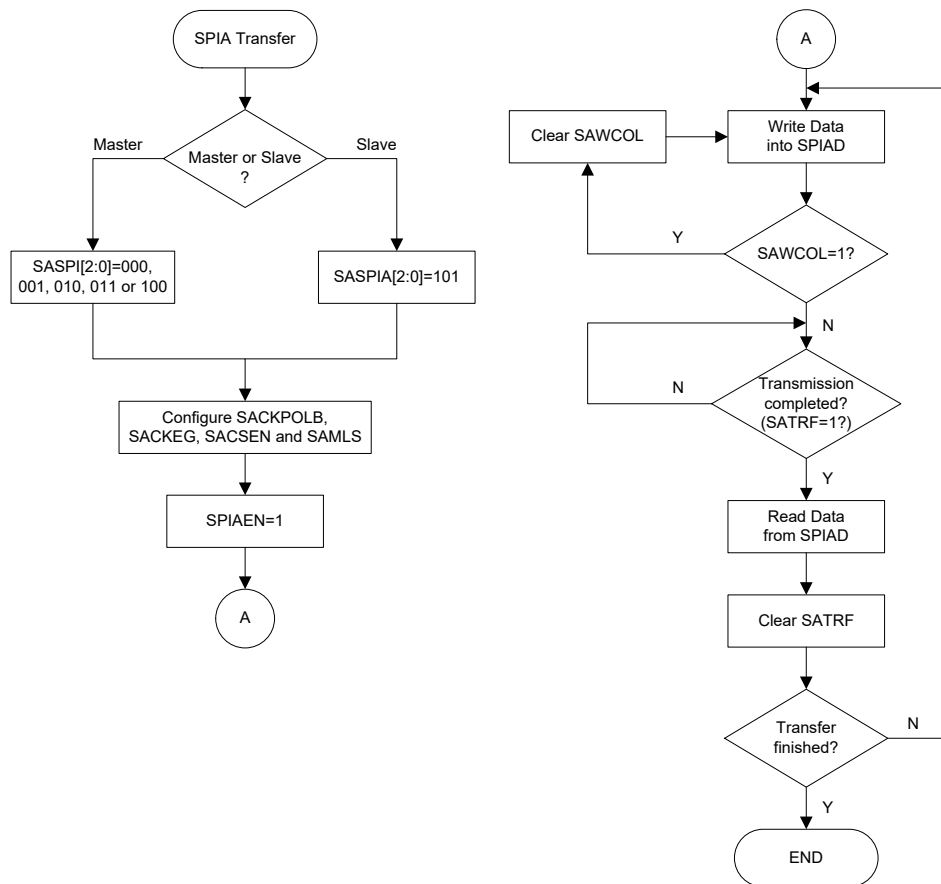 SPIA Transfer
Master
Master or Slave
?
Slave
SASPI[2:0]=000,
001, 010, 011 or 100
SASPIA[2:0]=101
Configure SACKPOLB,
SACKEG, SACSEN and SAMLS
SPIAEN=1
A
A
Clear SAWCOL
Write Data
into SPIAD
Y
SAWCOL=1?
N
N
Transmission
completed?
(SATRF=1?)
Y
Read Data
from SPIAD
Clear SATRF
Transfer
finished?
N
Y
END